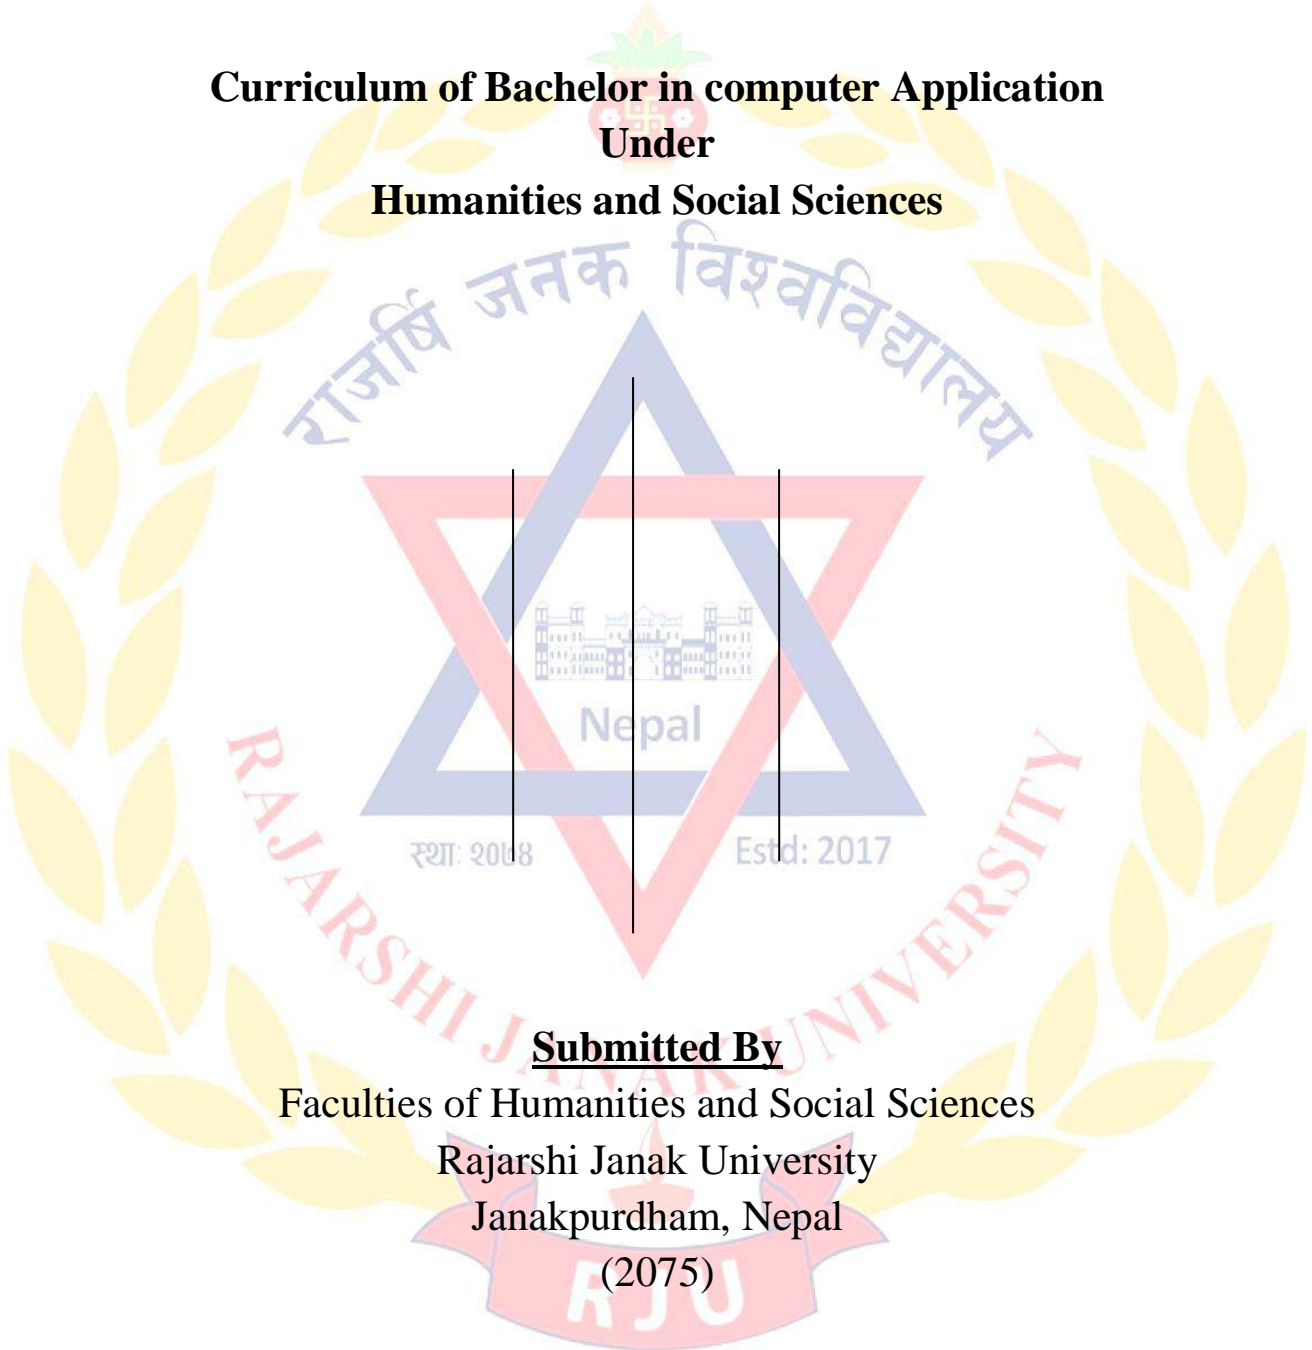 Curriculum of Bachelor in computer Application
Under
Humanities and Social Sciences
राजर्षि जनक विश्वविद्यालय
Nepal
स्था: २०७४
Estd: 2017
RAJARSHI JANAK UNIVERSITY
Submitted By
Faculties of Humanities and Social Sciences
Rajarshi Janak University
Janakpurdham, Nepal
(2075)
RJU